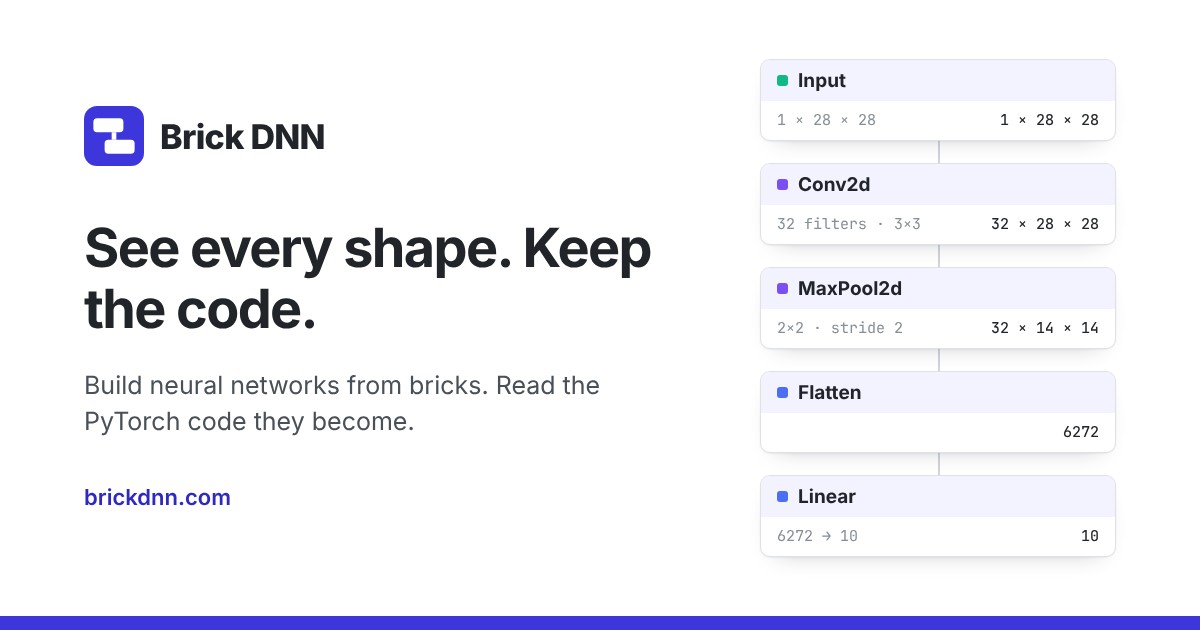 Brick DNN
See every shape. Keep
the code.
Build neural networks from bricks. Read the
PyTorch code they become.
brickdnn.com
Input
1 × 28 × 28 1 × 28 × 28
Conv2d
32 filters · 3×3 32 × 28 × 28
MaxPool2d
2×2 · stride 2 32 × 14 × 14
Flatten
6272
Linear
6272 → 10 10